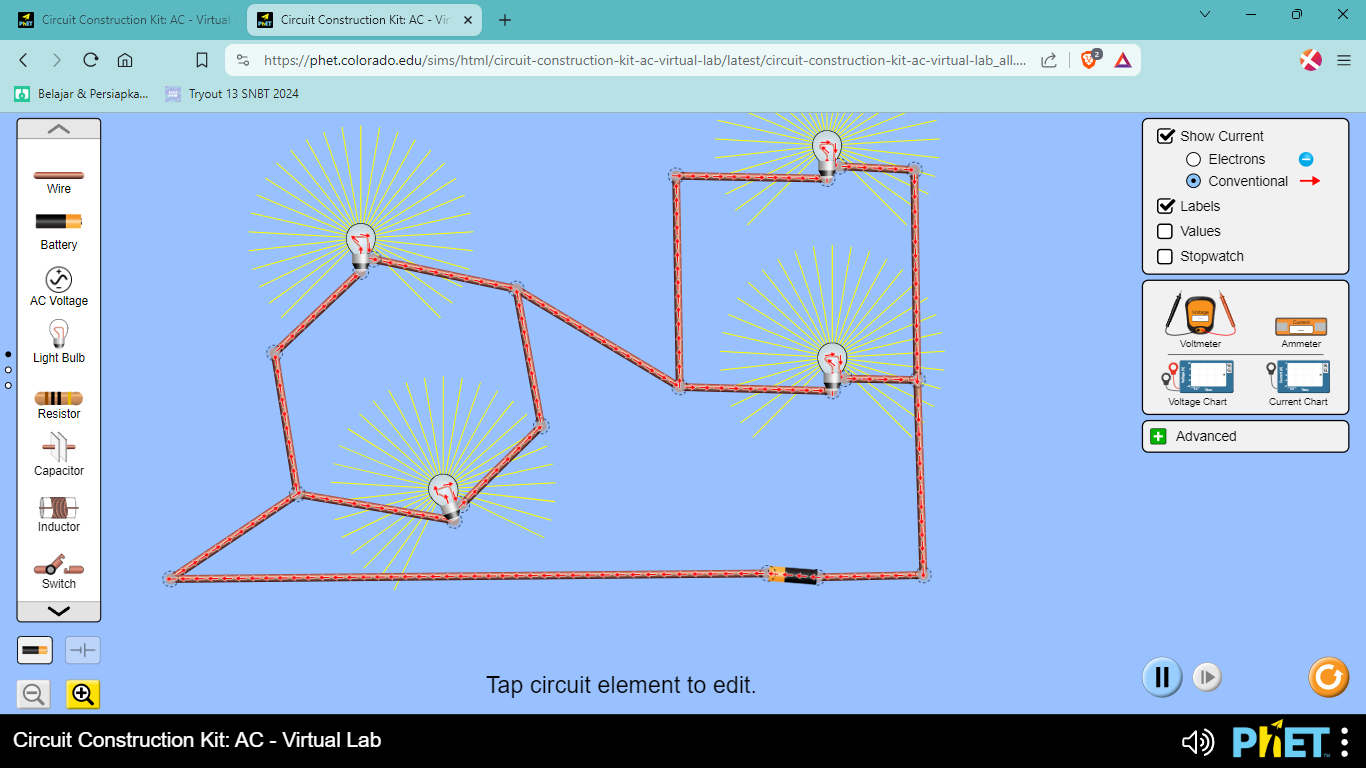 Circuit Construction Kit: AC - Virtual
Circuit Construction Kit: AC - Vir
https://phet.colorado.edu/sims/html/circuit-construction-kit-ac-virtual-lab/latest/circuit-construction-kit-ac-virtual-lab_all....
2
Belajar & Persiapka...
Tryout 13 SNBT 2024
Wire
Battery
AC Voltage
Light Bulb
Resistor
Capacitor
Inductor
Switch
Show Current
Electrons
Conventional
Labels
Values
Stopwatch
Voltage
Current
Voltmeter
Ammeter
Voltage Chart
Current Chart
Advanced
Tap circuit element to edit.
Circuit Construction Kit: AC - Virtual Lab
PhET